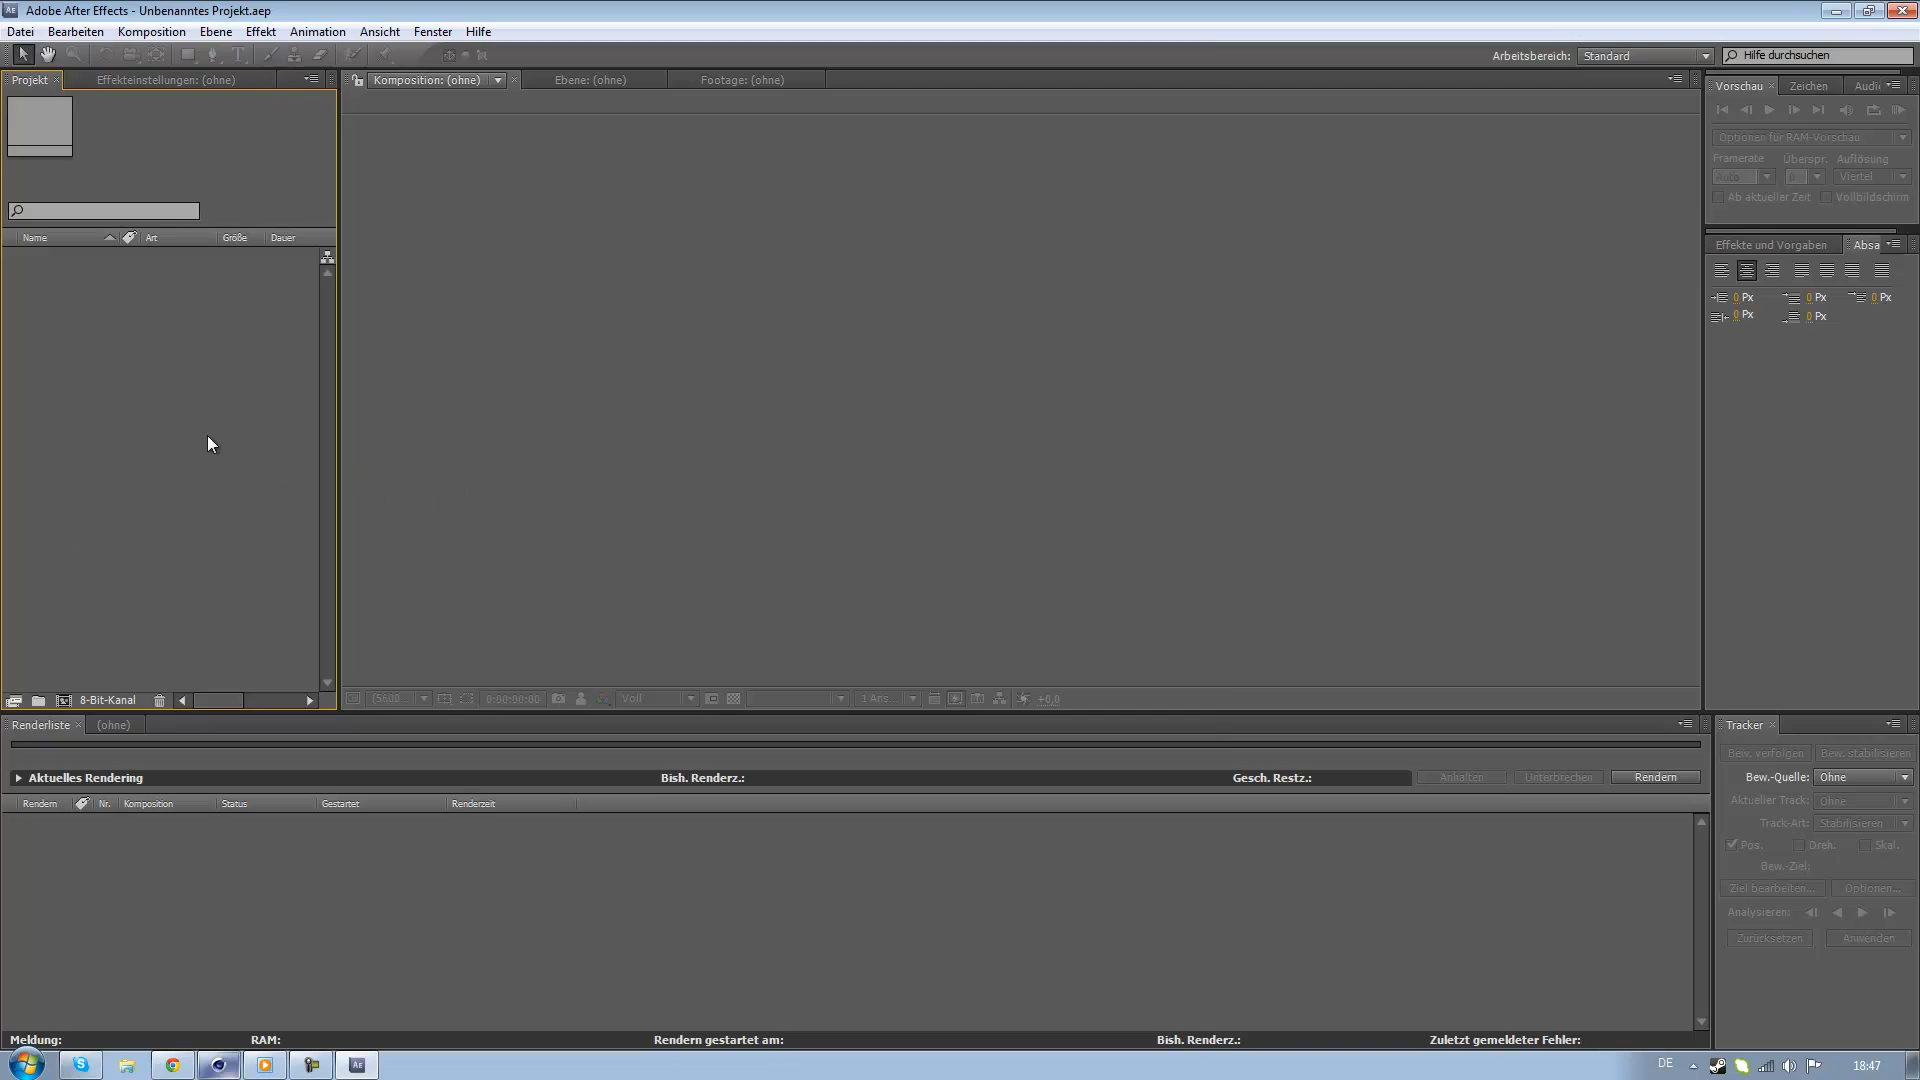 Adobe After Effects - Unbenanntes Projekt.aep
Datei Bearbeiten Komposition Ebene Effekt Animation Ansicht Fenster Hilfe
Arbeitsbereich: Standard Hilfe durchsuchen
Projekt Effekteinstellungen: (ohne)
Komposition: (ohne) Ebene: (ohne) Footage: (ohne)
Vorschau Zeichen Audi
Optionen für RAM-Vorschau
Framerate Überspr. Auflösung
Auto 0 Viertel
Ab aktueller Zeit Vollbildschirm
Name Art Größe Dauer
Effekte und Vorgaben Absa
0 Px 0 Px 0 Px
0 Px 0 Px
8-Bit-Kanal
(5600 0:00:00:00 Voll 1 Ans... +0,0
Renderliste (ohne)
Aktuelles Rendering Bish. Renderz.: Gesch. Restz.: Anhalten Unterbrechen Rendern
Rendern Nr. Komposition Status Gestartet Renderzeit
Tracker
Bew. verfolgen Bew. stabilisieren
Bew.-Quelle: Ohne
Aktueller Track: Ohne
Track-Art: Stabilisieren
Pos. Dreh. Skal.
Bew.-Ziel:
Ziel bearbeiten... Optionen...
Analysieren:
Zurücksetzen Anwenden
Meldung: RAM: Rendern gestartet am: Bish. Renderz.: Zuletzt gemeldeter Fehler:
DE 18:47